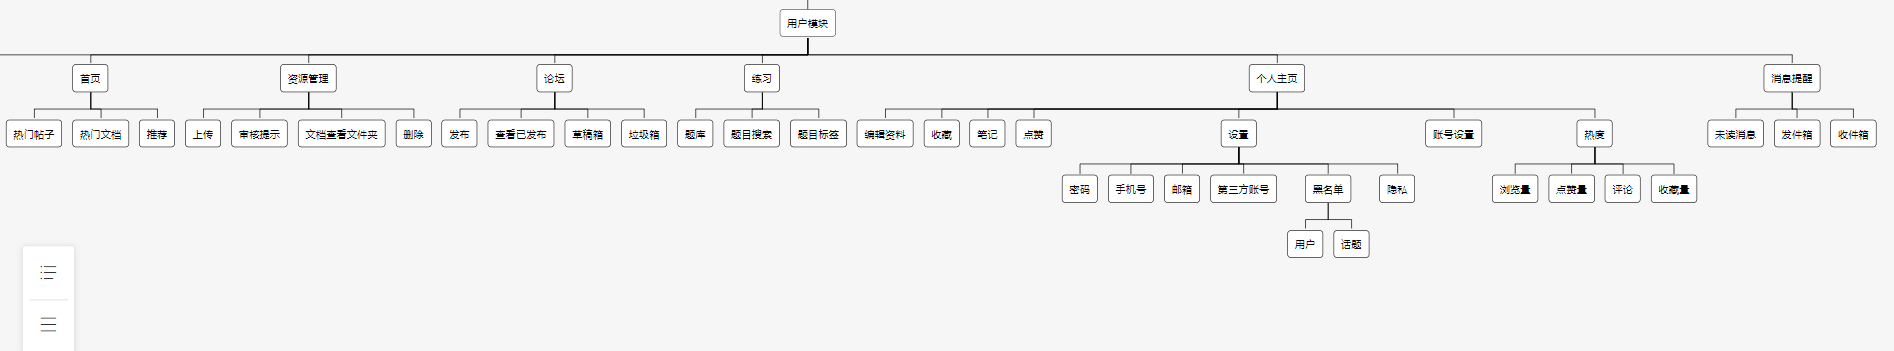 用户模块
首页
资源管理
论坛
练习
个人主页
消息提醒
热门帖子
热门文档
推荐
上传
审核提示
文档查看文件夹
删除
发布
查看已发布
草稿箱
垃圾箱
题库
题目搜索
题目标签
编辑资料
收藏
笔记
点赞
设置
账号设置
热度
未读消息
发件箱
收件箱
密码
手机号
邮箱
第三方账号
黑名单
隐私
浏览量
点赞量
评论
收藏量
用户
话题